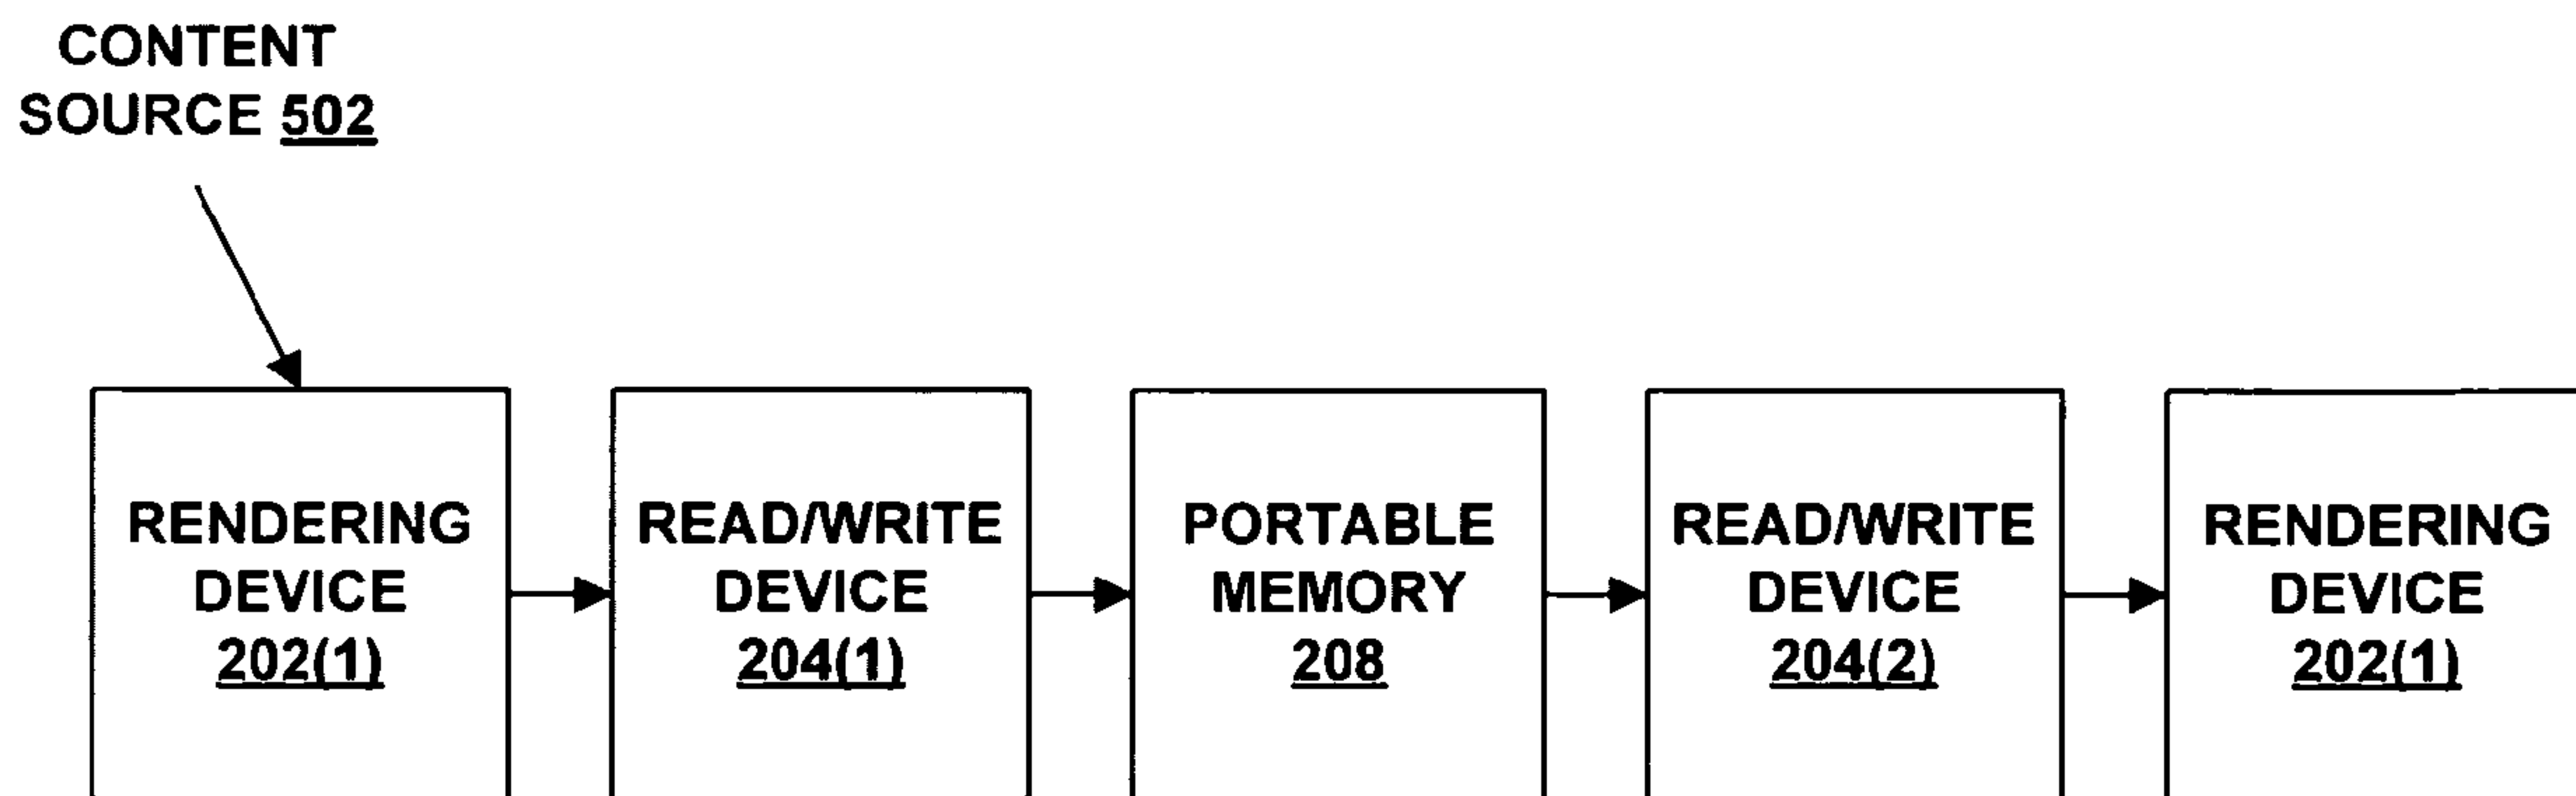 CONTENT
SOURCE 502
RENDERING
DEVICE
202(1)
READ/WRITE
DEVICE
204(1)
PORTABLE
MEMORY
208
READ/WRITE
DEVICE
204(2)
RENDERING
DEVICE
202(1)